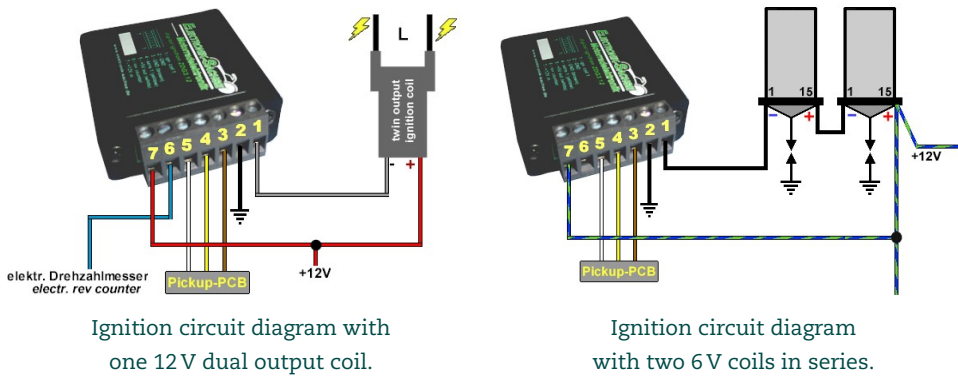 L
twin output
ignition coil
- +
7 6 5 4 3 2 1
elektr. Drehzahlmesser
electr. rev counter
+12V
Pickup-PCB
Ignition circuit diagram with
one 12 V dual output coil.
1 15 1 15
- + - +
+12V
7 6 5 4 3 2 1
Pickup-PCB
Ignition circuit diagram
with two 6 V coils in series.